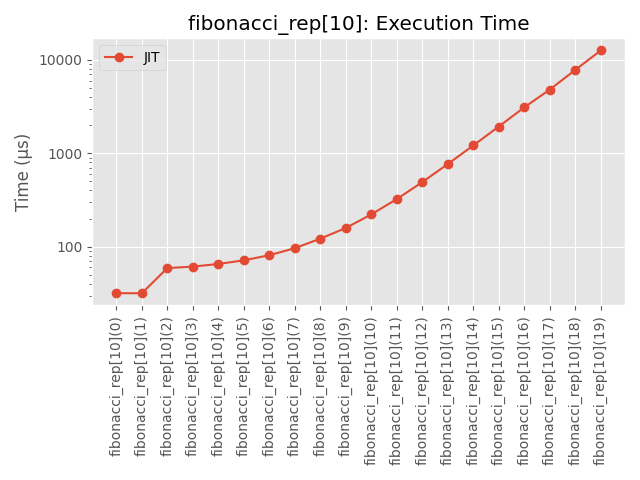 fibonacci_rep[10]: Execution Time
JIT
Time (µs)
10000
1000
100
fibonacci_rep[10](0)
fibonacci_rep[10](1)
fibonacci_rep[10](2)
fibonacci_rep[10](3)
fibonacci_rep[10](4)
fibonacci_rep[10](5)
fibonacci_rep[10](6)
fibonacci_rep[10](7)
fibonacci_rep[10](8)
fibonacci_rep[10](9)
fibonacci_rep[10](10)
fibonacci_rep[10](11)
fibonacci_rep[10](12)
fibonacci_rep[10](13)
fibonacci_rep[10](14)
fibonacci_rep[10](15)
fibonacci_rep[10](16)
fibonacci_rep[10](17)
fibonacci_rep[10](18)
fibonacci_rep[10](19)